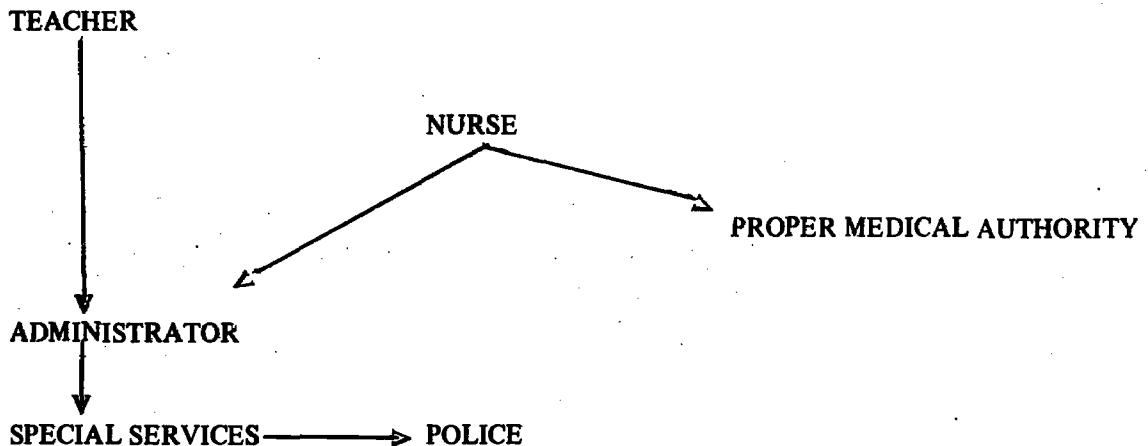 TEACHER
NURSE
PROPER MEDICAL AUTHORITY
ADMINISTRATOR
SPECIAL SERVICES
POLICE